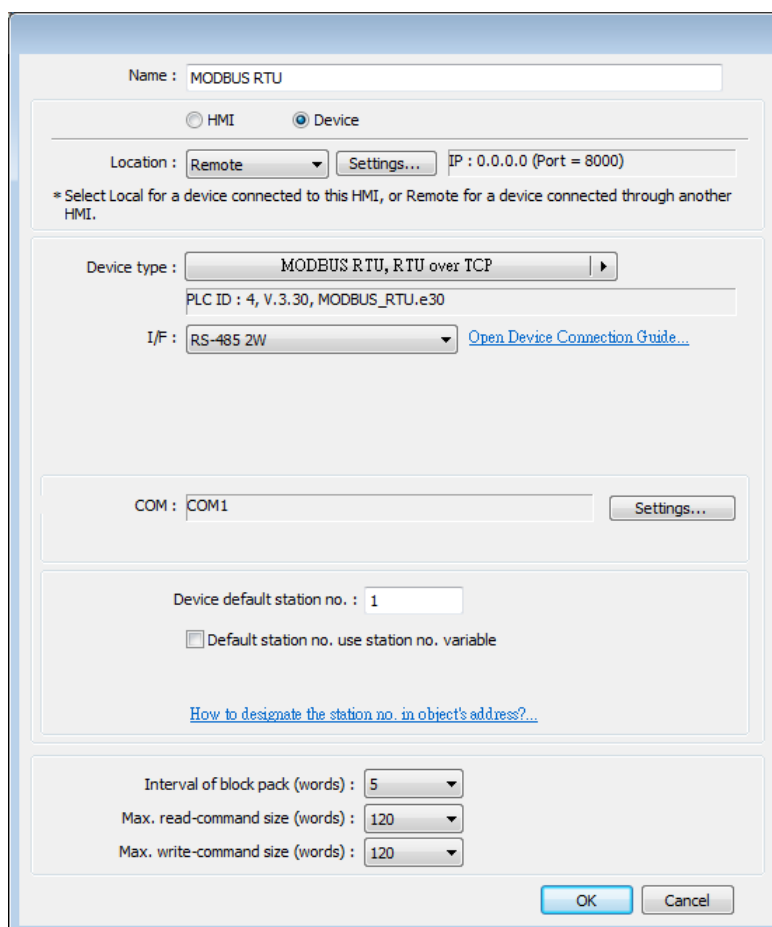 Name : MODBUS RTU
HMI Device
Location : Remote Settings... IP : 0.0.0.0 (Port = 8000)
* Select Local for a device connected to this HMI, or Remote for a device connected through another
HMI.
Device type : MODBUS RTU, RTU over TCP
PLC ID : 4, V.3.30, MODBUS_RTU.e30
I/F : RS-485 2W Open Device Connection Guide...
COM : COM1 Settings...
Device default station no. : 1
Default station no. use station no. variable
How to designate the station no. in object's address?...
Interval of block pack (words) : 5
Max. read-command size (words) : 120
Max. write-command size (words) : 120
OK Cancel